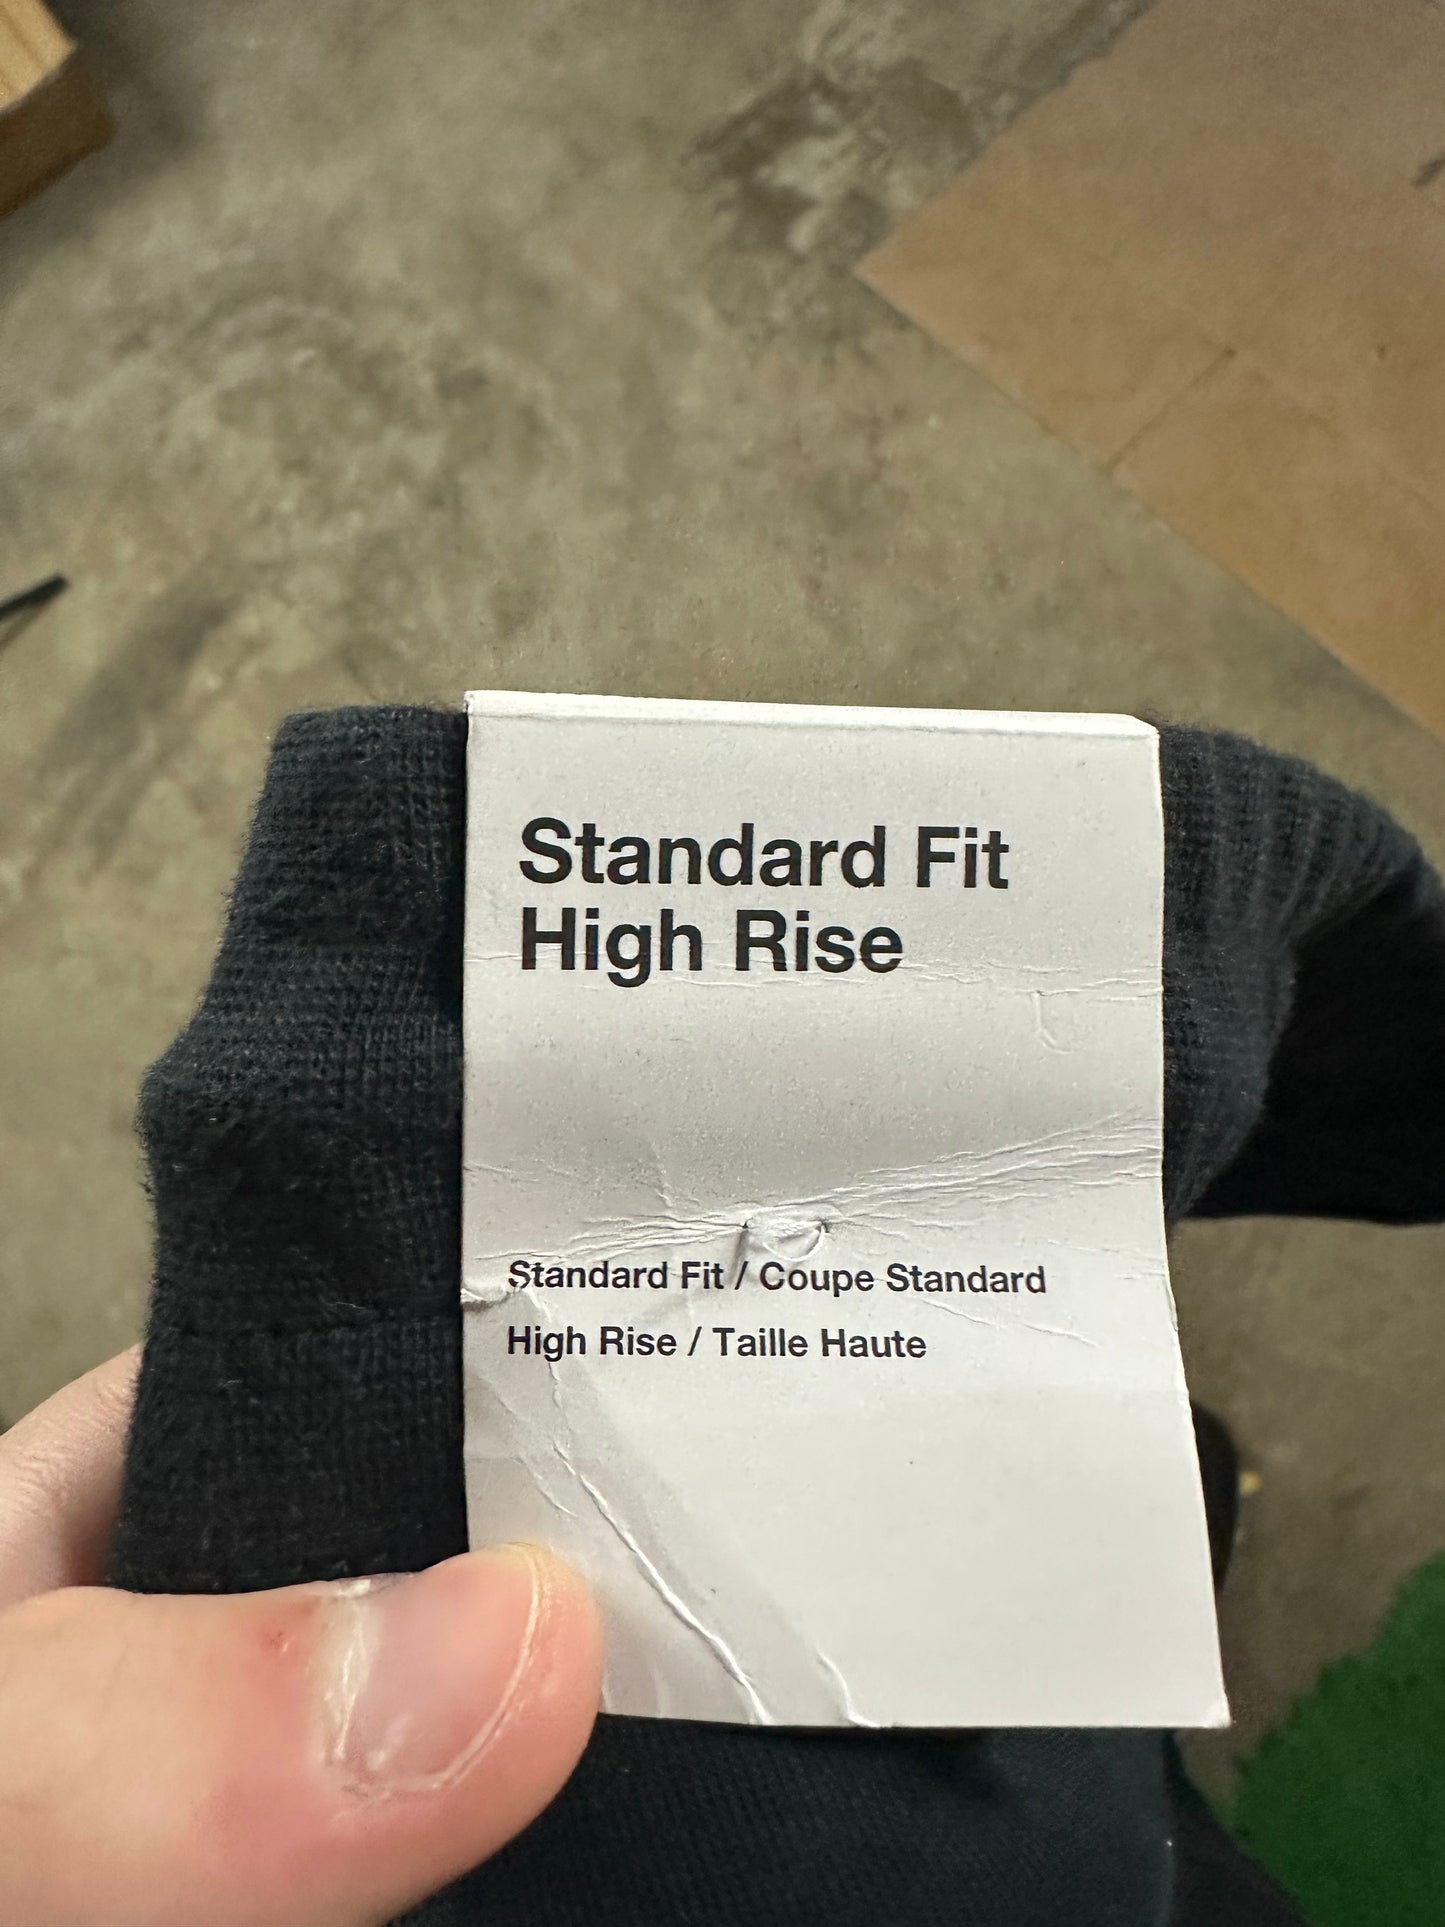 Standard Fit
High Rise
Standard Fit / Coupe Standard
High Rise / Taille Haute